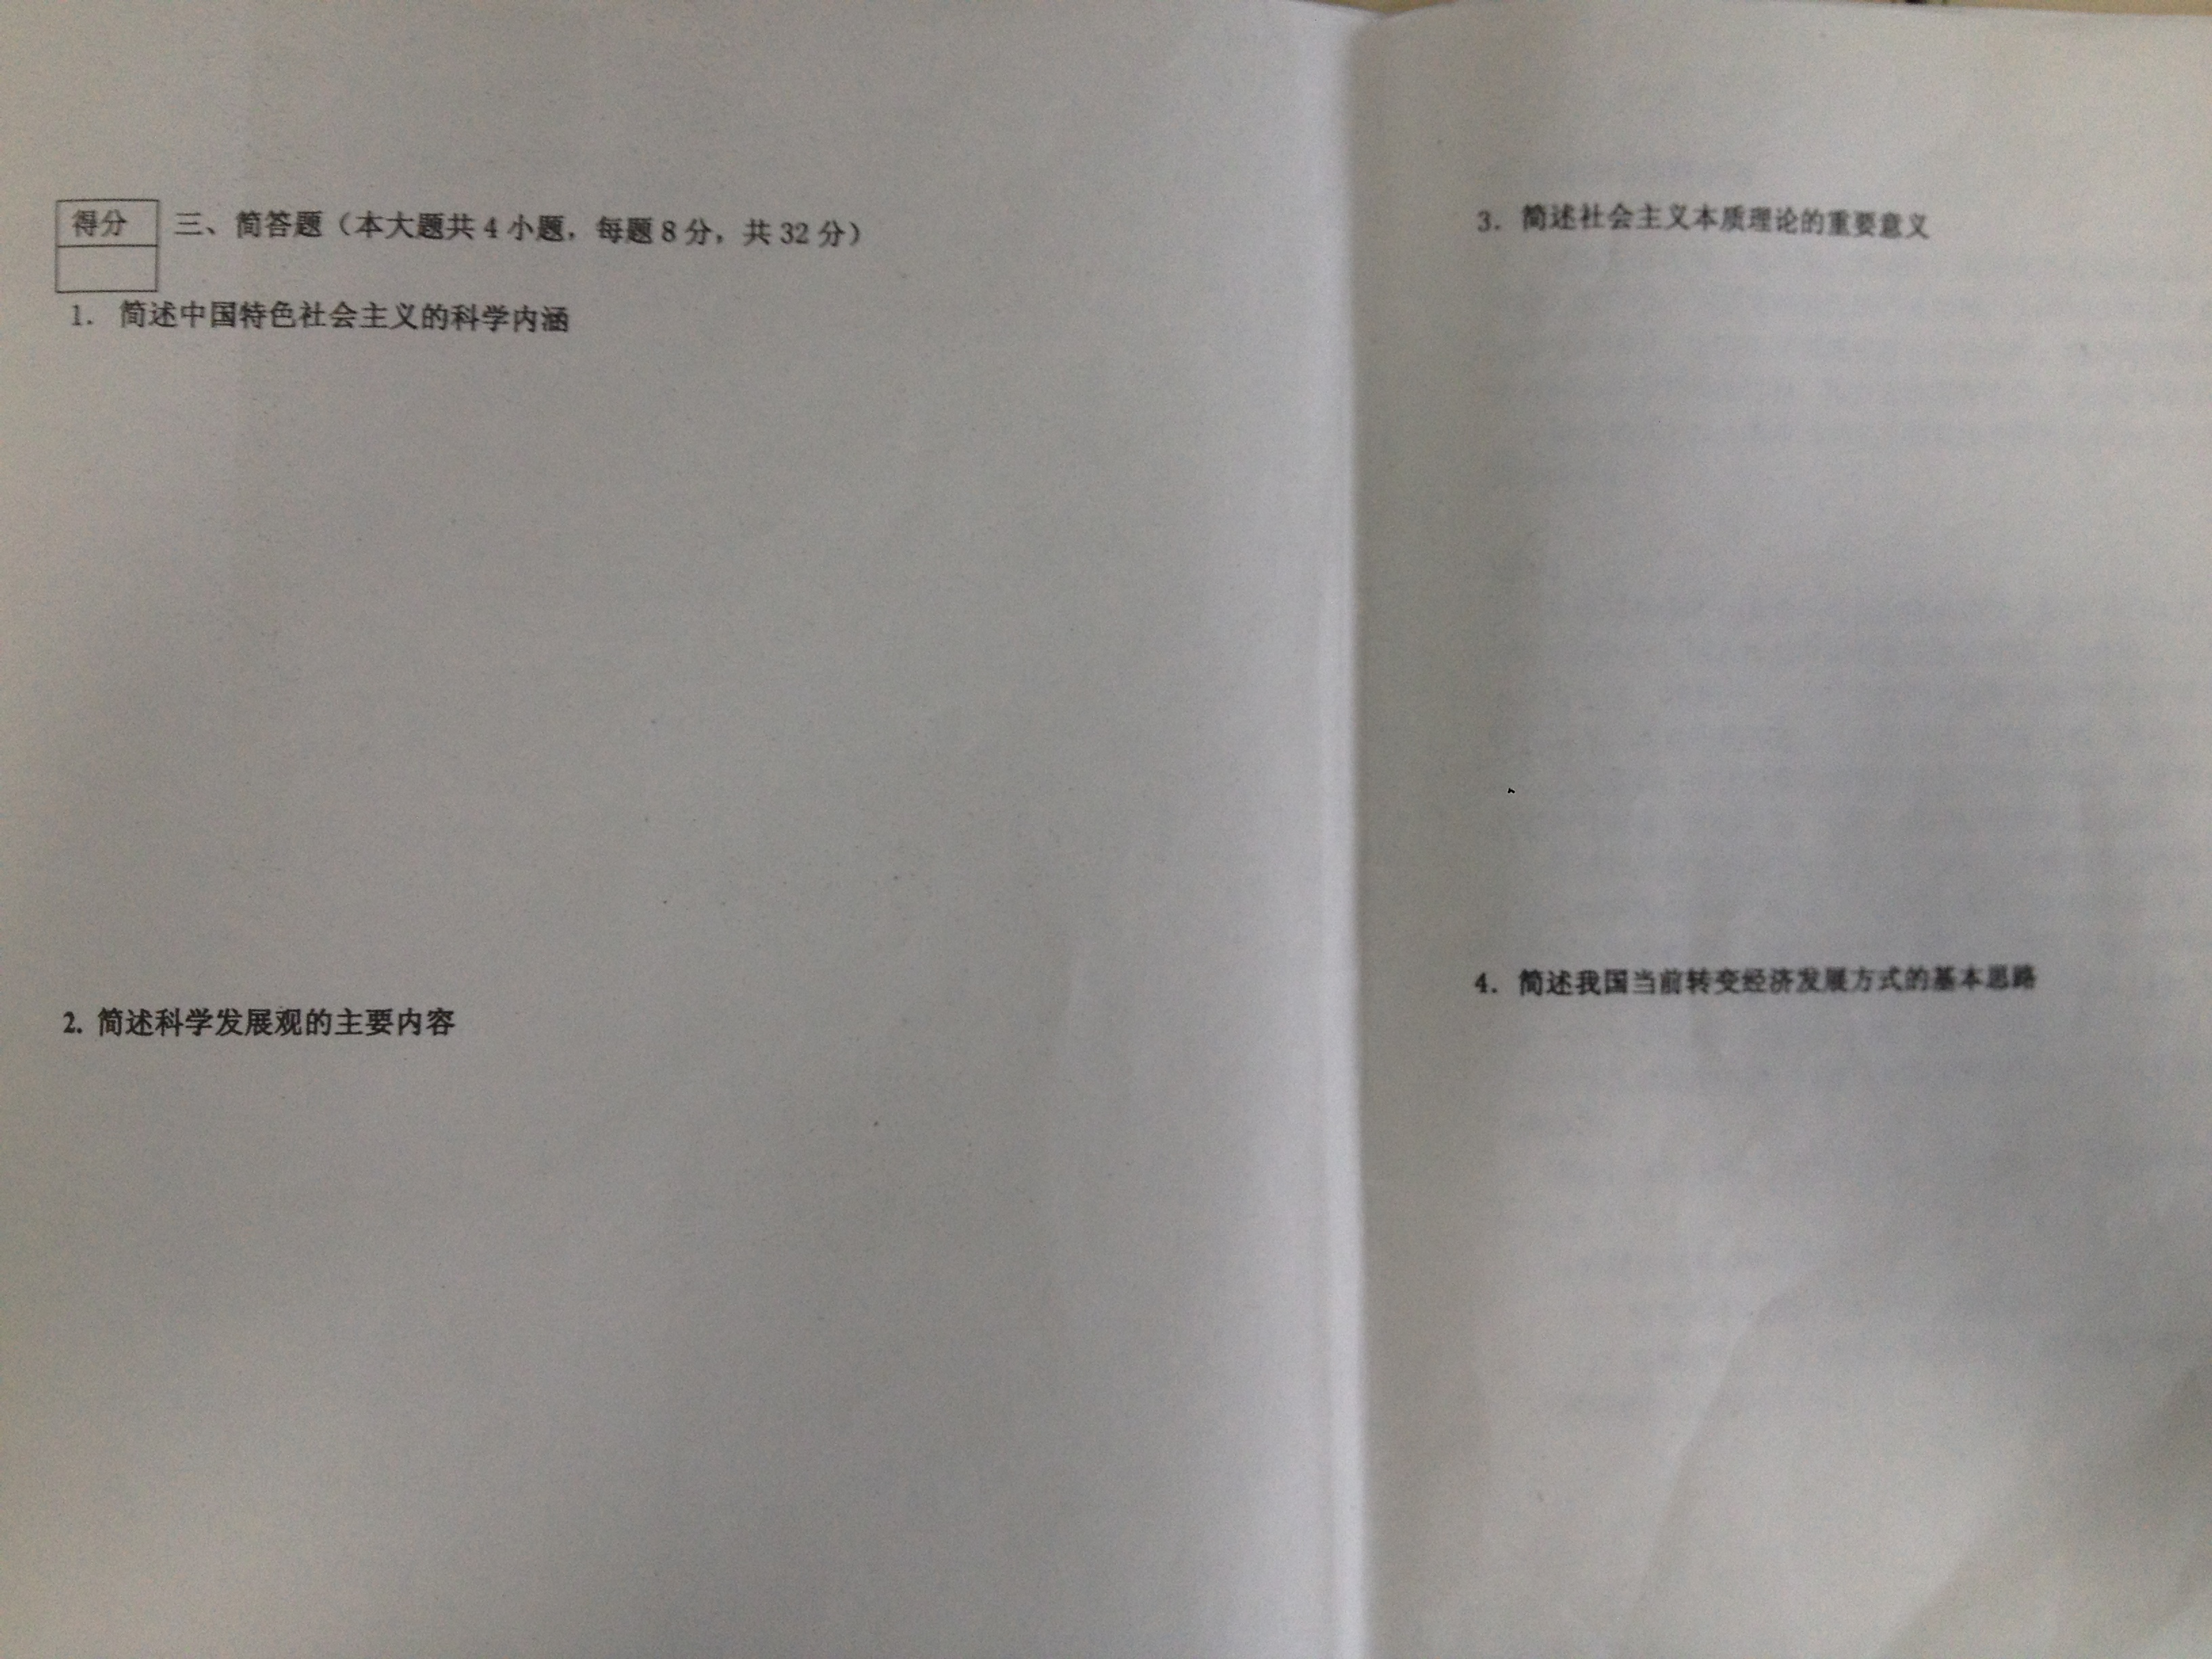 得分
三、简答题（本大题共 4 小题，每题 8 分，共 32 分）
1. 简述中国特色社会主义的科学内涵
2. 简述科学发展观的主要内容
3. 简述社会主义本质理论的重要意义
4. 简述我国当前转变经济发展方式的基本思路